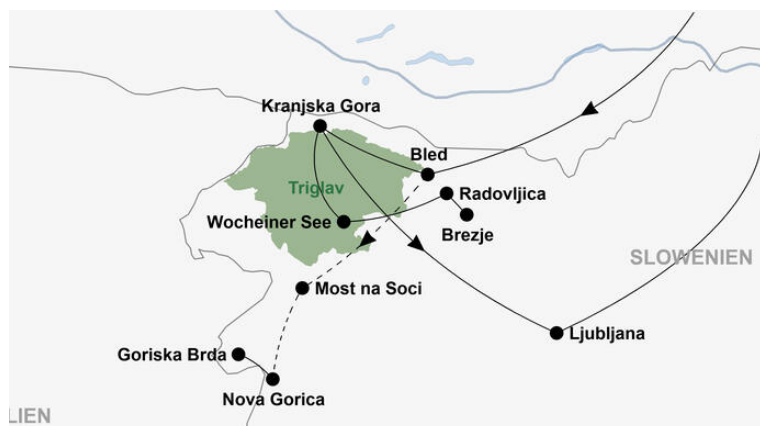 Kranjska Gora
Bled
Triglav
Radovljica
Wocheiner See
Brezje
SLOWENIEN
Most na Soci
Ljubljana
Goriska Brda
Nova Gorica
LIEN